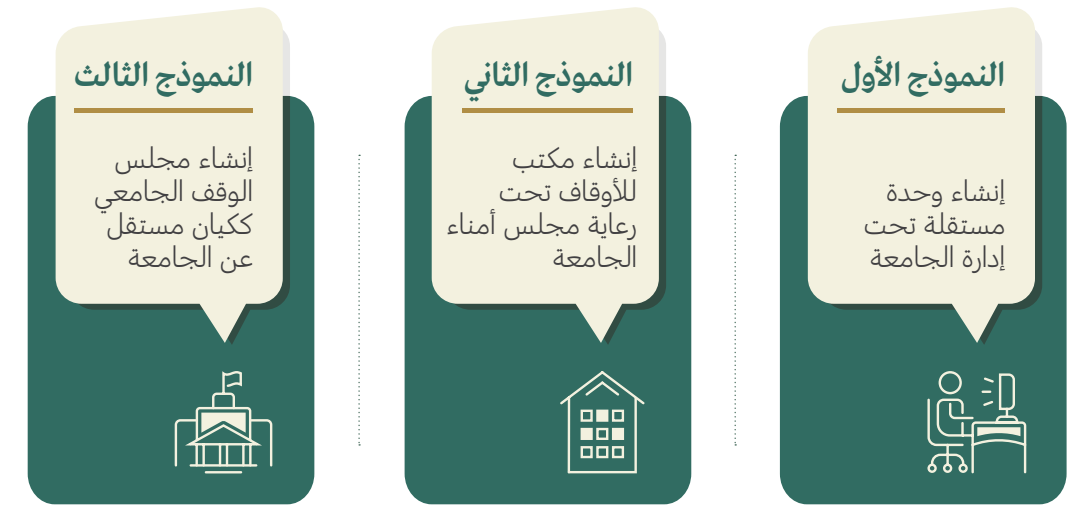 النموذج الأول
إنشاء وحدة
مستقلة تحت
إدارة الجامعة
النموذج الثاني
إنشاء مكتب
للأوقاف تحت
رعاية مجلس أمناء
الجامعة
النموذج الثالث
إنشاء مجلس
الوقف الجامعي
ككيان مستقل
عن الجامعة